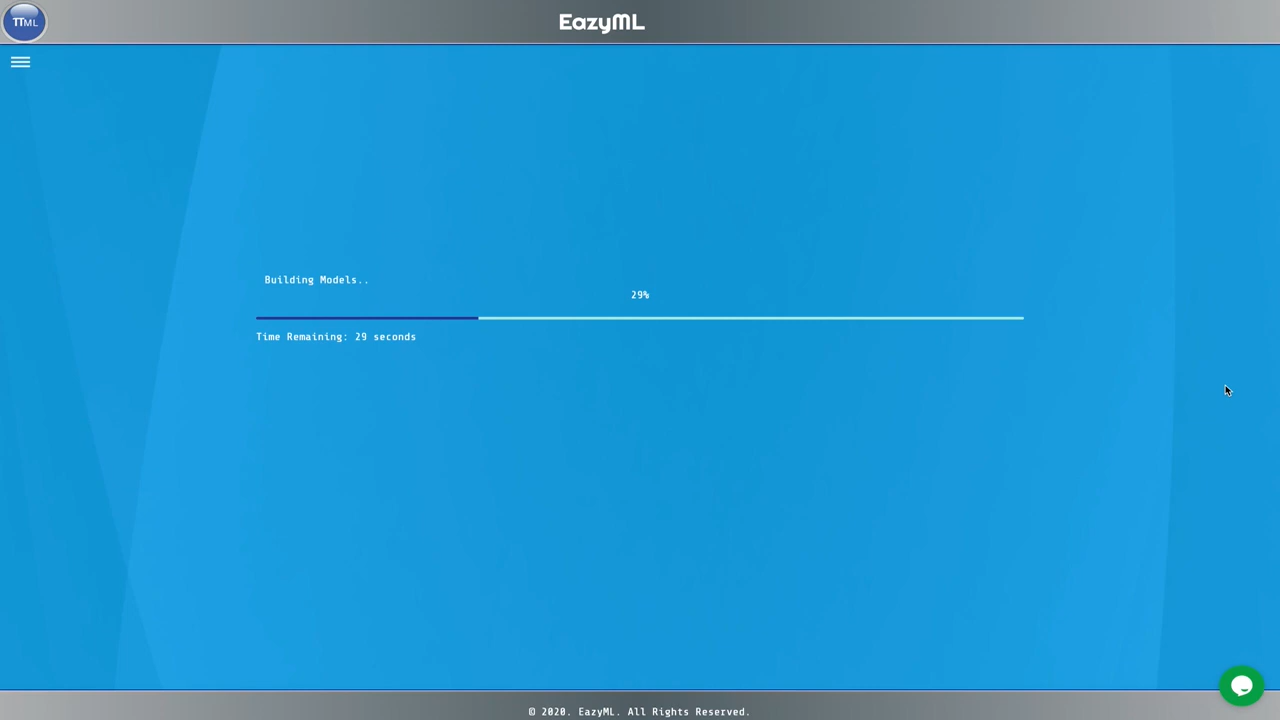 TTML
EazyML
Building Models..
29%
Time Remaining: 29 seconds
© 2020. EazyML. All Rights Reserved.